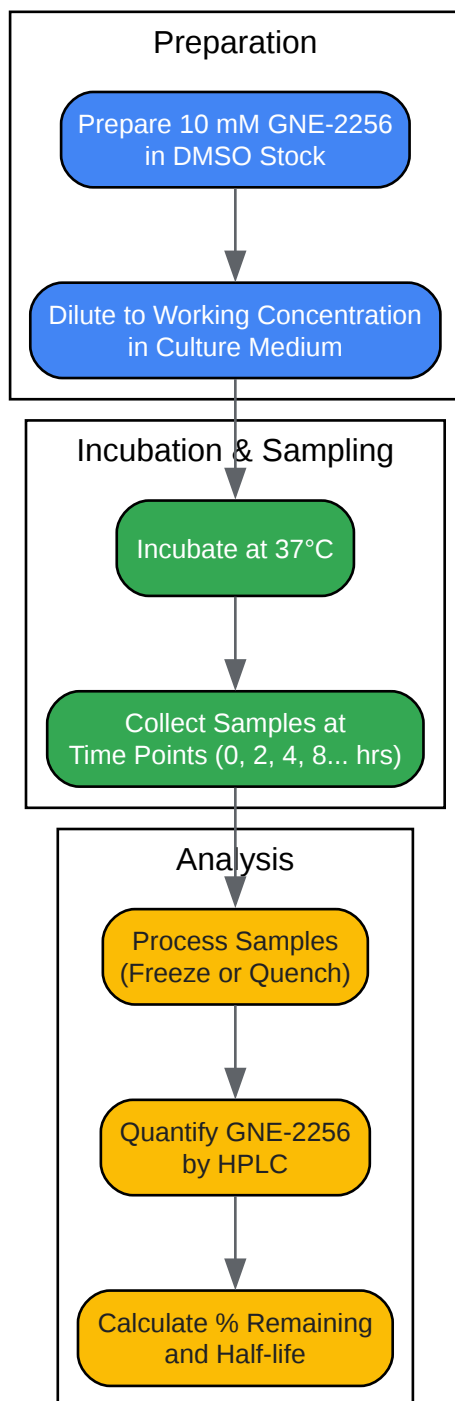 Preparation
Prepare 10 mM GNE-2256
in DMSO Stock
Dilute to Working Concentration
in Culture Medium
Incubation & Sampling
Incubate at 37°C
Collect Samples at
Time Points (0, 2, 4, 8... hrs)
Analysis
Process Samples
(Freeze or Quench)
Quantify GNE-2256
by HPLC
Calculate % Remaining
and Half-life